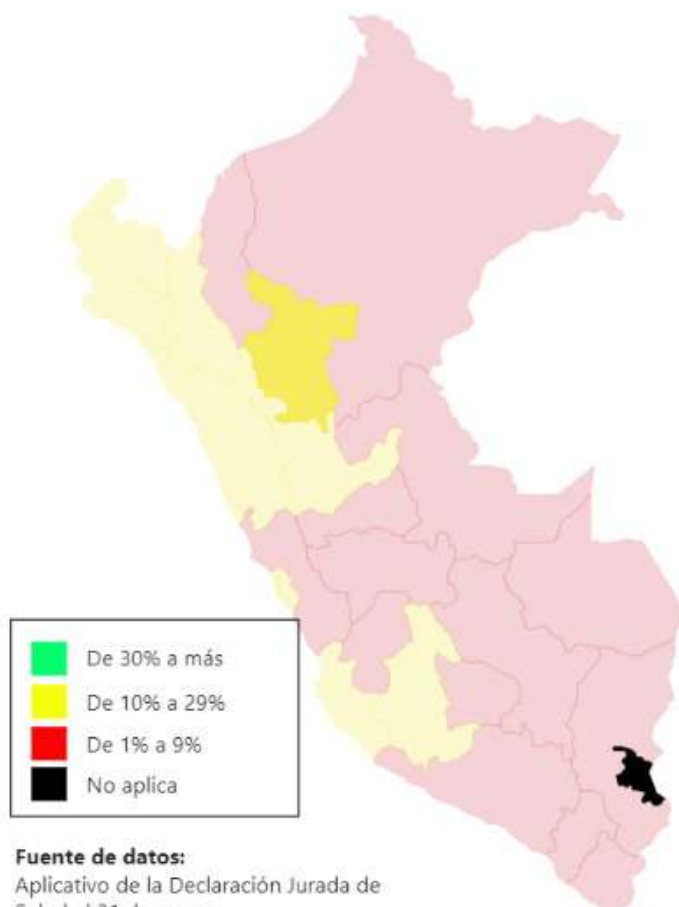 De 30% a más
De 10% a 29%
De 1% a 9%
No aplica
Fuente de datos:
Aplicativo de la Declaración Jurada de